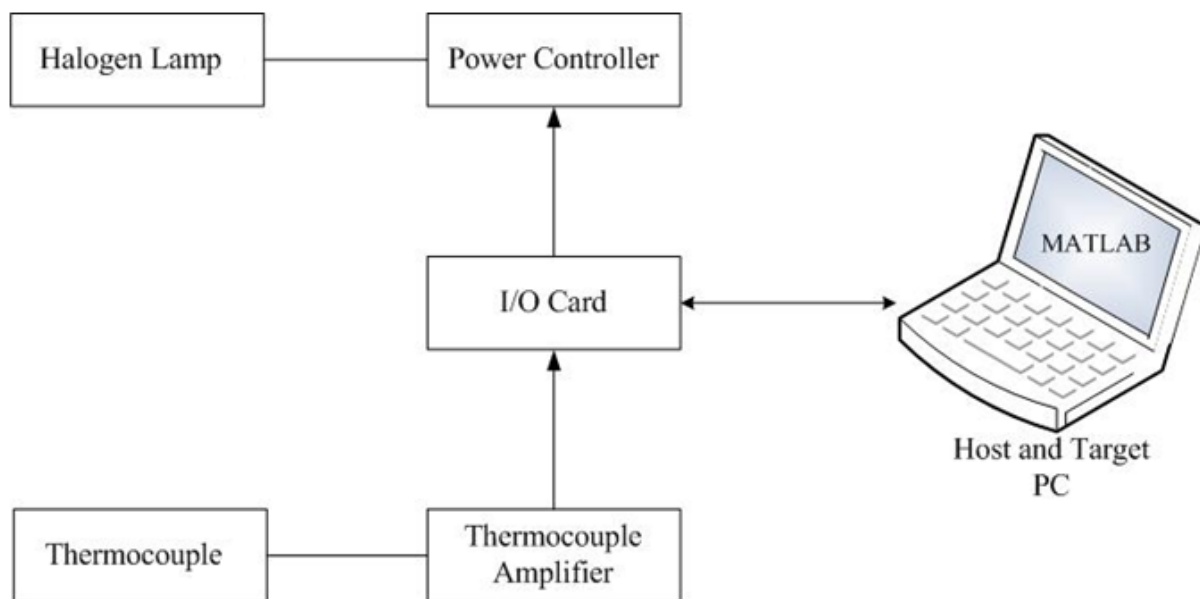 Halogen Lamp
Power Controller
MATLAB
I/O Card
Host and Target
PC
Thermocouple
Thermocouple
Amplifier